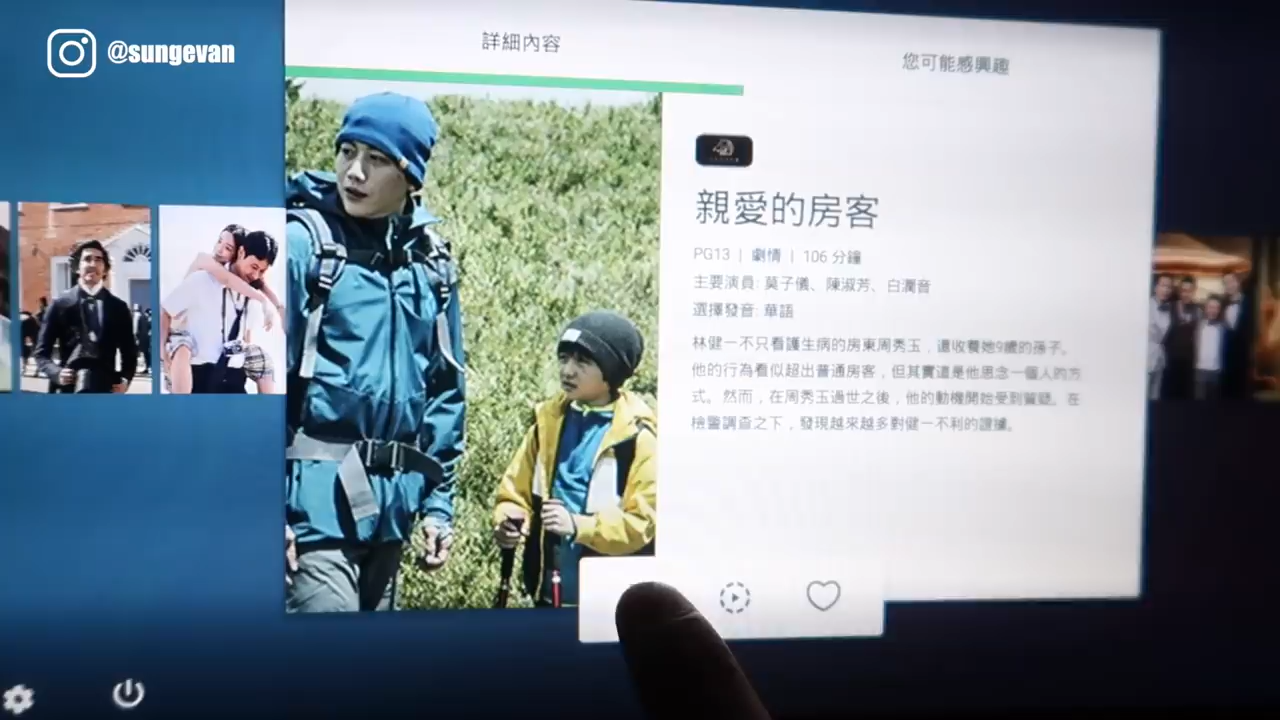 @sungevan
詳細內容
您可能感興趣
親愛的房客
PG13 | 劇情 | 106 分鐘
主要演員: 莫子儀、陳淑芳、白潤音
選擇發音: 華語
林健一不只看護生病的房東周秀玉，還收養她9歲的孫子。
他的行為看似超出普通房客，但其實這是他思念一個人的方
式。然而，在周秀玉過世之後，他的動機開始受到質疑。在
檢警調查之下，發現越來越多對健一不利的證據。